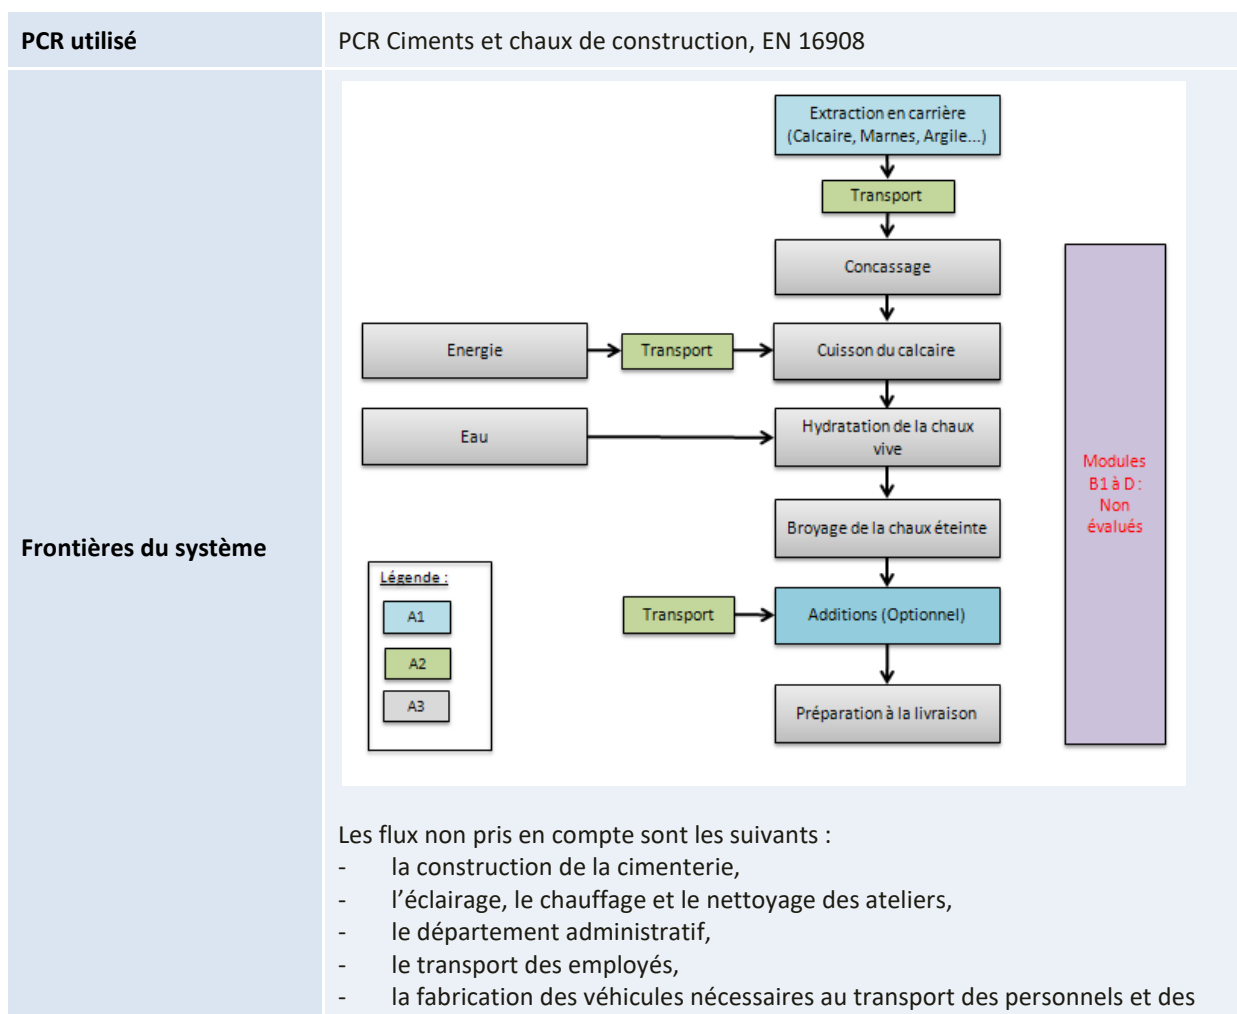 PCR utilisé
PCR Ciments et chaux de construction, EN 16908
Frontières du système
Extraction en carrière
(Calcaire, Marnes, Argile...)
Transport
Concassage
Energie
Transport
Cuisson du calcaire
Eau
Hydratation de la chaux
vive
Broyage de la chaux éteinte
Transport
Additions (Optionnel)
Préparation à la livraison
Modules
B1 à D :
Non
évalués
Légende :
A1
A2
A3
Les flux non pris en compte sont les suivants :
- la construction de la cimenterie,
- l’éclairage, le chauffage et le nettoyage des ateliers,
- le département administratif,
- le transport des employés,
- la fabrication des véhicules nécessaires au transport des personnels et des